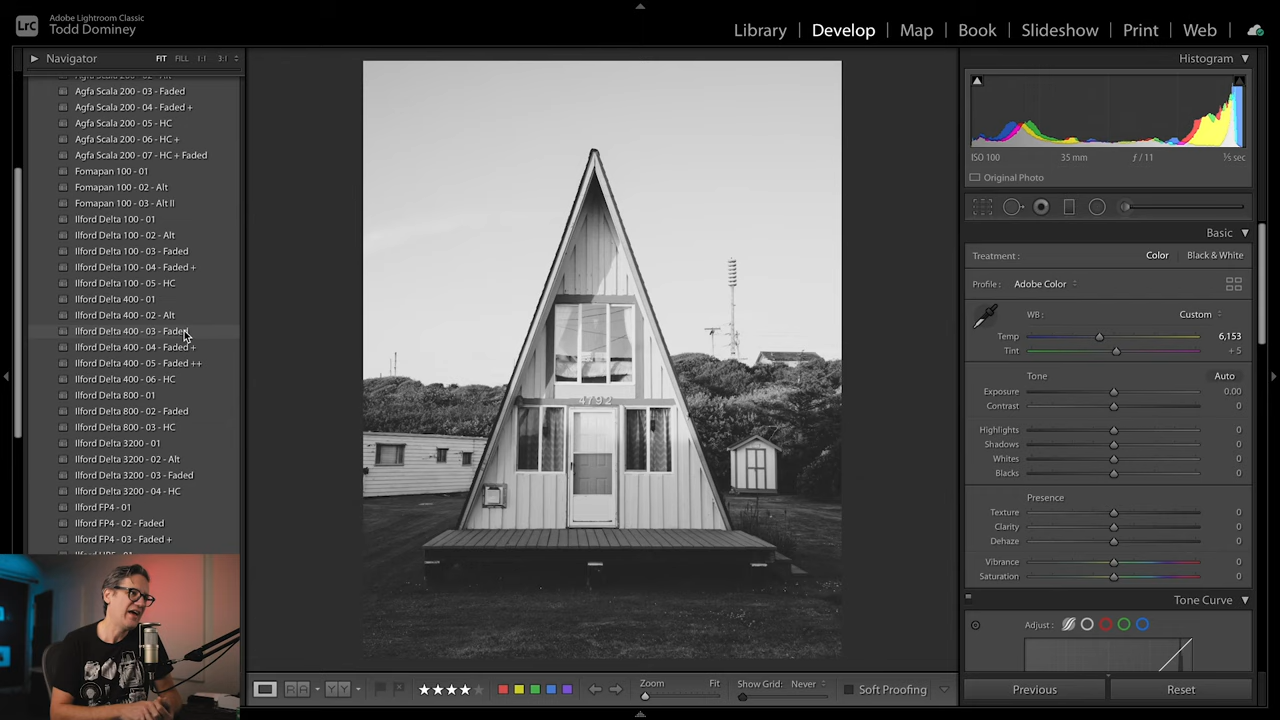 LrC
Adobe Lightroom Classic
Todd Dominey
Library | Develop | Map | Book | Slideshow | Print | Web
Navigator
FIT FILL 1:1 3:1
Agfa Scala 200 - 02 - Alt
Agfa Scala 200 - 03 - Faded
Agfa Scala 200 - 04 - Faded +
Agfa Scala 200 - 05 - HC
Agfa Scala 200 - 06 - HC +
Agfa Scala 200 - 07 - HC + Faded
Fomapan 100 - 01
Fomapan 100 - 02 - Alt
Fomapan 100 - 03 - Alt II
Ilford Delta 100 - 01
Ilford Delta 100 - 02 - Alt
Ilford Delta 100 - 03 - Faded
Ilford Delta 100 - 04 - Faded +
Ilford Delta 100 - 05 - HC
Ilford Delta 400 - 01
Ilford Delta 400 - 02 - Alt
Ilford Delta 400 - 03 - Faded
Ilford Delta 400 - 04 - Faded +
Ilford Delta 400 - 05 - Faded ++
Ilford Delta 400 - 06 - HC
Ilford Delta 800 - 01
Ilford Delta 800 - 02 - Faded
Ilford Delta 800 - 03 - HC
Ilford Delta 3200 - 01
Ilford Delta 3200 - 02 - Alt
Ilford Delta 3200 - 03 - Faded
Ilford Delta 3200 - 04 - HC
Ilford FP4 - 01
Ilford FP4 - 02 - Faded
Ilford FP4 - 03 - Faded +
4792
Histogram
ISO 100 35 mm ƒ / 11 ⅕ sec
Original Photo
Basic
Treatment : Color Black & White
Profile : Adobe Color
WB : Custom
Temp 6,153
Tint + 5
Tone Auto
Exposure 0.00
Contrast 0
Highlights 0
Shadows 0
Whites 0
Blacks 0
Presence
Texture 0
Clarity 0
Dehaze 0
Vibrance 0
Saturation 0
Tone Curve
Adjust :
Previous Reset
RA YY ★★★★ Zoom Fit Show Grid: Never Soft Proofing